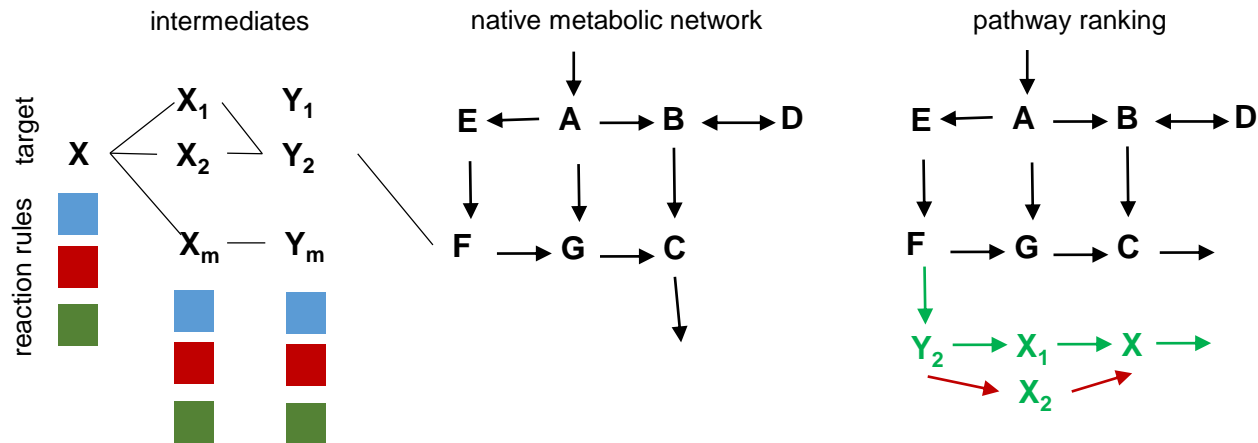 intermediates
native metabolic network
pathway ranking
target
reaction rules
X
X₁ Y₁
X₂ Y₂
Xₘ Yₘ
E A B D
F G C
E A B D
F G C
Y₂ X₁ X
X₂